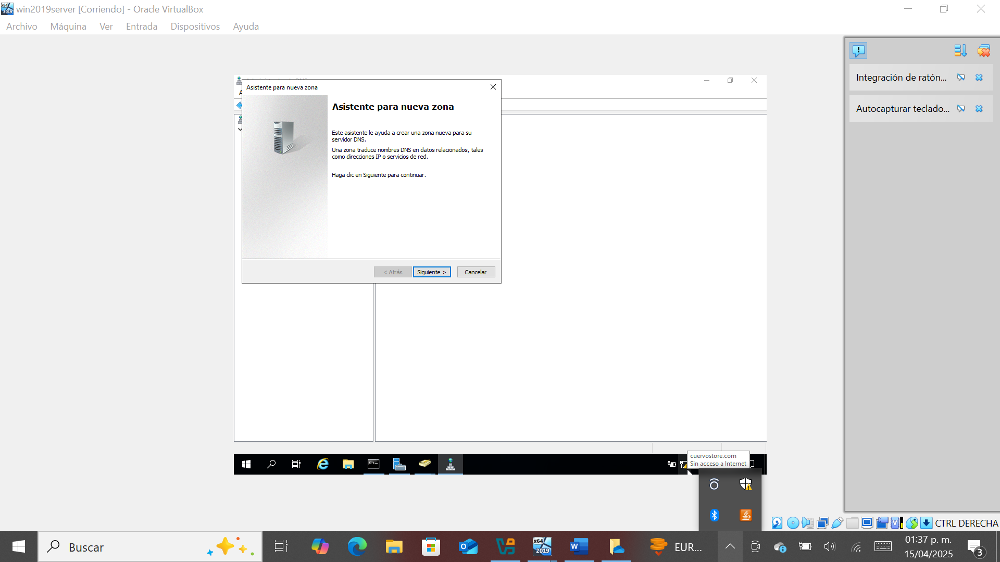 win2019server [Corriendo] - Oracle VirtualBox
Archivo Máquina Ver Entrada Dispositivos Ayuda
Integración de ratón...
Autocapturar teclado...
Asistente para nueva zona
Asistente para nueva zona
Este asistente le ayuda a crear una zona nueva para su
servidor DNS.
Una zona traduce nombres DNS en datos relacionados, tales
como direcciones IP o servicios de red.
Haga clic en Siguiente para continuar.
< Atrás Siguiente > Cancelar
cuervostore.com
Sin acceso a Internet
CTRL DERECHA
Buscar
x64
2019
EUR...
01:37 p. m.
15/04/2025
3